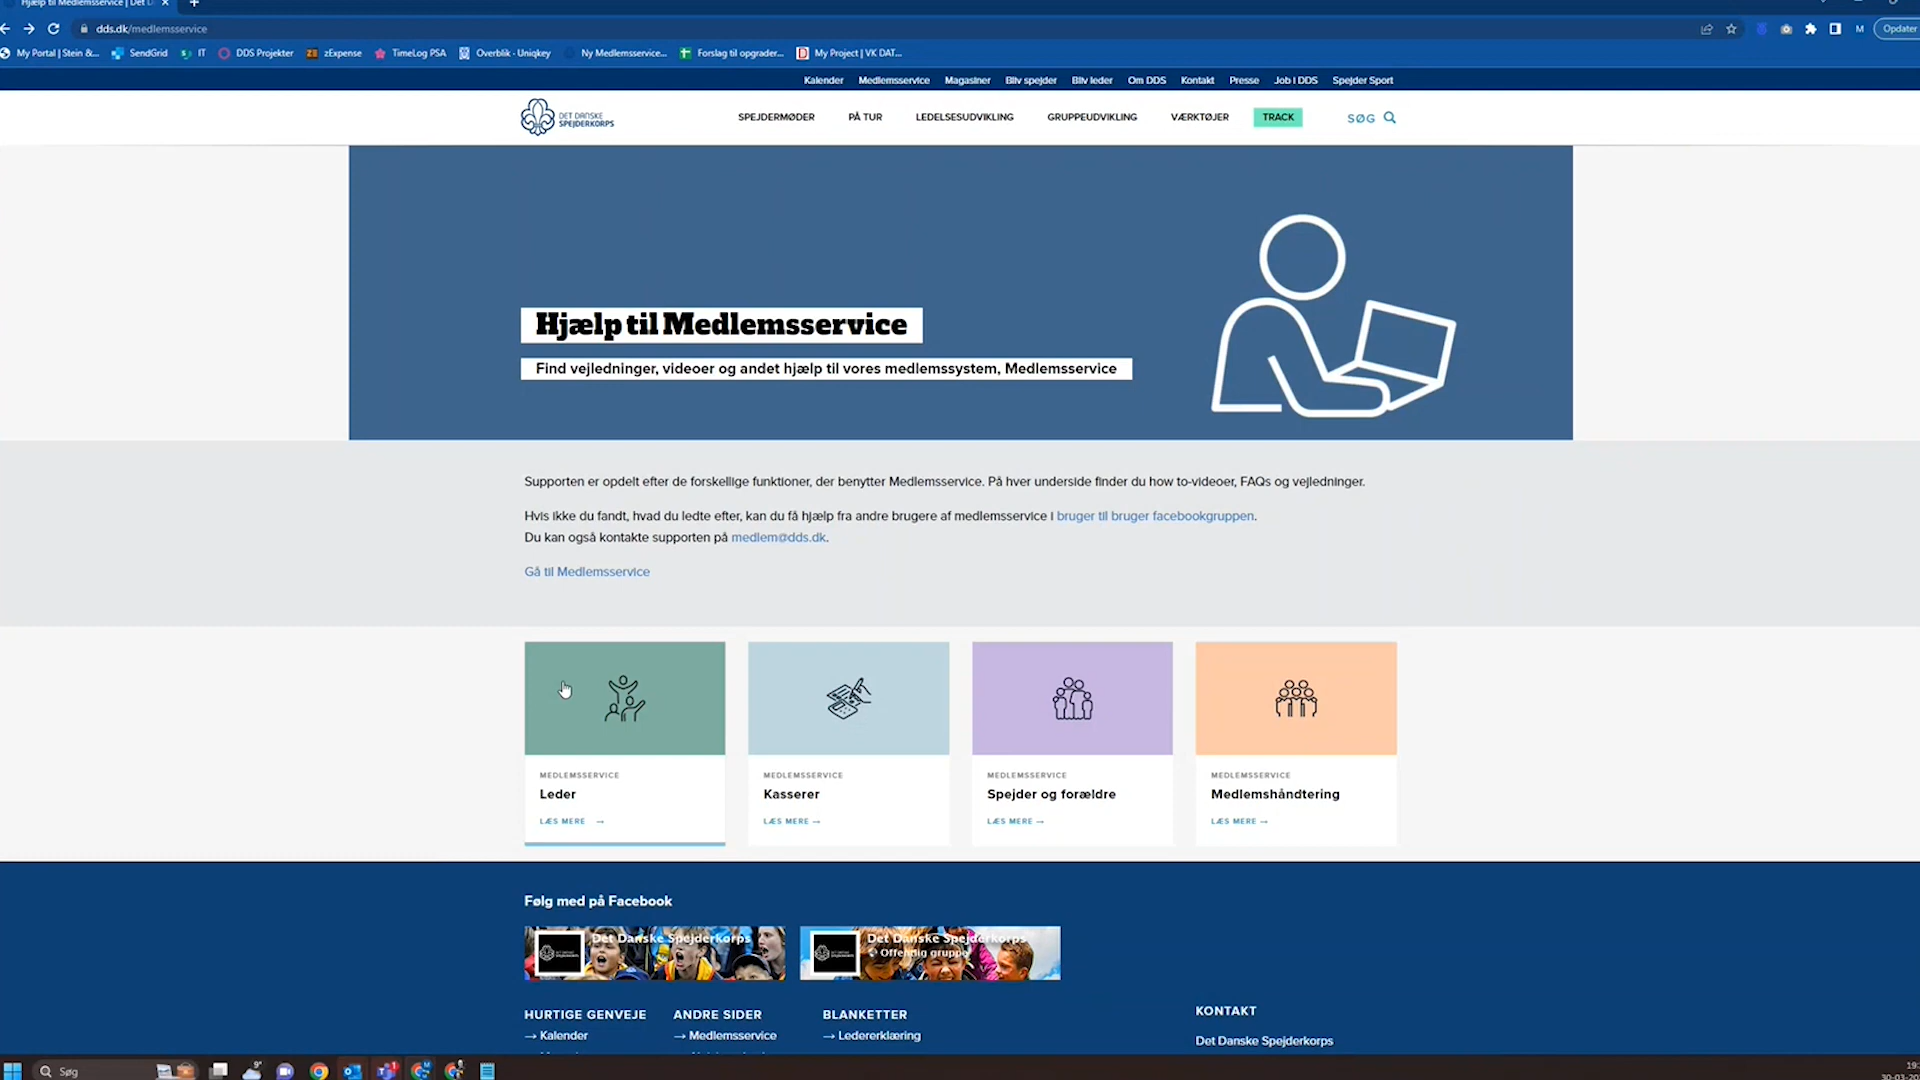 Hjælp til Medlemsservice | Det D
dds.dk/medlemsservice
M
Opdater
My Portal | Stein &...
SendGrid
IT
DDS Projekter
zExpense
TimeLog PSA
Overblik - Uniqkey
Ny Medlemsservice...
Forslag til opgrader...
My Project | VK DAT...
Kalender Medlemsservice Magasiner Bliv spejder Bliv leder Om DDS Kontakt Presse Job i DDS Spejder Sport
DET DANSKE
SPEJDERKORPS
SPEJDERMØDER PÅ TUR LEDELSESUDVIKLING GRUPPEUDVIKLING VÆRKTØJER TRACK SØG
Hjælp til Medlemsservice
Find vejledninger, videoer og andet hjælp til vores medlemssystem, Medlemsservice
Supporten er opdelt efter de forskellige funktioner, der benytter Medlemsservice. På hver underside finder du how to-videoer, FAQs og vejledninger.
Hvis ikke du fandt, hvad du ledte efter, kan du få hjælp fra andre brugere af medlemsservice i bruger til bruger facebookgruppen.
Du kan også kontakte supporten på medlem@dds.dk.
Gå til Medlemsservice
MEDLEMSSERVICE
Leder
LÆS MERE →
MEDLEMSSERVICE
Kasserer
LÆS MERE →
MEDLEMSSERVICE
Spejder og forældre
LÆS MERE →
MEDLEMSSERVICE
Medlemshåndtering
LÆS MERE →
Følg med på Facebook
Det Danske Spejderkorps
Det Danske Spejderkorps
Offentlig gruppe
HURTIGE GENVEJE
→ Kalender
ANDRE SIDER
→ Medlemsservice
BLANKETTER
→ Ledererklæring
KONTAKT
Det Danske Spejderkorps
Søg
9°